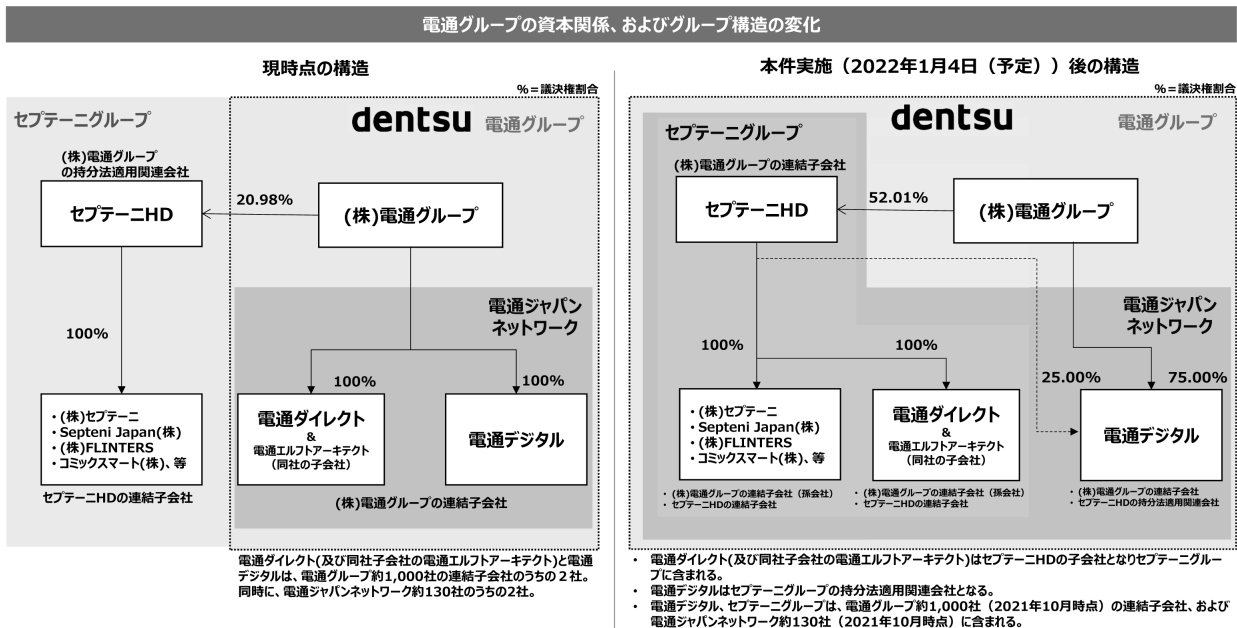 電通グループの資本関係、およびグループ構造の変化
現時点の構造
%=議決権割合
セプテーニグループ
dentsu 電通グループ
(株)電通グループ
の持分法適用関連会社
セプテーニHD
20.98%
(株)電通グループ
100%
電通ジャパン
ネットワーク
100%
100%
・(株)セプテーニ
・Septeni Japan(株)
・(株)FLINTERS
・コミックスマート(株)、等
電通ダイレクト
&
電通エルフトアーキテクト
(同社の子会社)
電通デジタル
セプテーニHDの連結子会社
(株)電通グループの連結子会社
電通ダイレクト(及び同社子会社の電通エルフトアーキテクト)と電通
デジタルは、電通グループ約1,000社の連結子会社のうちの2社。
同時に、電通ジャパンネットワーク約130社のうちの2社。
本件実施(2022年1月4日(予定))後の構造
%=議決権割合
セプテーニグループ
dentsu 電通グループ
(株)電通グループの連結子会社
セプテーニHD
52.01%
(株)電通グループ
電通ジャパン
ネットワーク
100%
100%
25.00%
75.00%
・(株)セプテーニ
・Septeni Japan(株)
・(株)FLINTERS
・コミックスマート(株)、等
電通ダイレクト
&
電通エルフトアーキテクト
(同社の子会社)
電通デジタル
・(株)電通グループの連結子会社(孫会社)
・セプテーニHDの連結子会社
・(株)電通グループの連結子会社(孫会社)
・セプテーニHDの連結子会社
・(株)電通グループの連結子会社
・セプテーニHDの持分法適用関連会社
・電通ダイレクト(及び同社子会社の電通エルフトアーキテクト)はセプテーニHDの子会社となりセプテーニグルー
プに含まれる。
・電通デジタルはセプテーニグループの持分法適用関連会社となる。
・電通デジタル、セプテーニグループは、電通グループ約1,000社(2021年10月時点)の連結子会社、および
電通ジャパンネットワーク約130社(2021年10月時点)に含まれる。